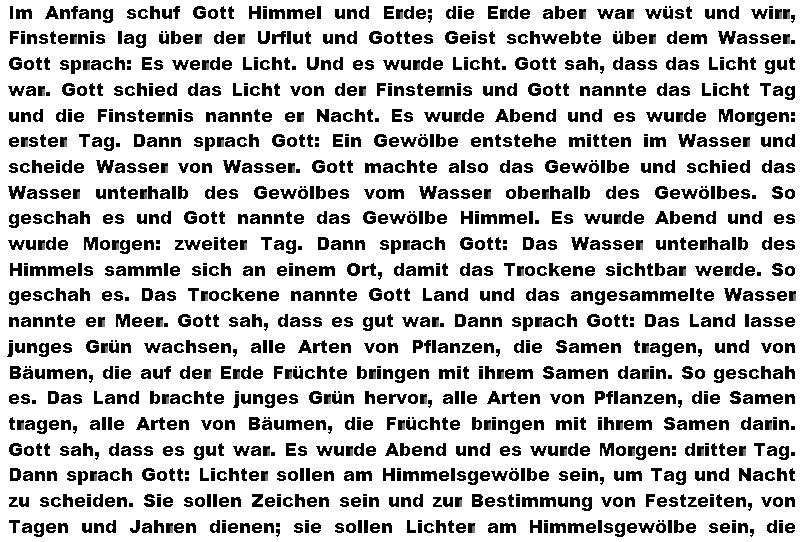 Im Anfang schuf Gott Himmel und Erde; die Erde aber war wüst und wirr,
Finsternis lag über der Urflut und Gottes Geist schwebte über dem Wasser.
Gott sprach: Es werde Licht. Und es wurde Licht. Gott sah, dass das Licht gut
war. Gott schied das Licht von der Finsternis und Gott nannte das Licht Tag
und die Finsternis nannte er Nacht. Es wurde Abend und es wurde Morgen:
erster Tag. Dann sprach Gott: Ein Gewölbe entstehe mitten im Wasser und
scheide Wasser von Wasser. Gott machte also das Gewölbe und schied das
Wasser unterhalb des Gewölbes vom Wasser oberhalb des Gewölbes. So
geschah es und Gott nannte das Gewölbe Himmel. Es wurde Abend und es
wurde Morgen: zweiter Tag. Dann sprach Gott: Das Wasser unterhalb des
Himmels sammle sich an einem Ort, damit das Trockene sichtbar werde. So
geschah es. Das Trockene nannte Gott Land und das angesammelte Wasser
nannte er Meer. Gott sah, dass es gut war. Dann sprach Gott: Das Land lasse
junges Grün wachsen, alle Arten von Pflanzen, die Samen tragen, und von
Bäumen, die auf der Erde Früchte bringen mit ihrem Samen darin. So geschah
es. Das Land brachte junges Grün hervor, alle Arten von Pflanzen, die Samen
tragen, alle Arten von Bäumen, die Früchte bringen mit ihrem Samen darin.
Gott sah, dass es gut war. Es wurde Abend und es wurde Morgen: dritter Tag.
Dann sprach Gott: Lichter sollen am Himmelsgewölbe sein, um Tag und Nacht
zu scheiden. Sie sollen Zeichen sein und zur Bestimmung von Festzeiten, von
Tagen und Jahren dienen; sie sollen Lichter am Himmelsgewölbe sein, die